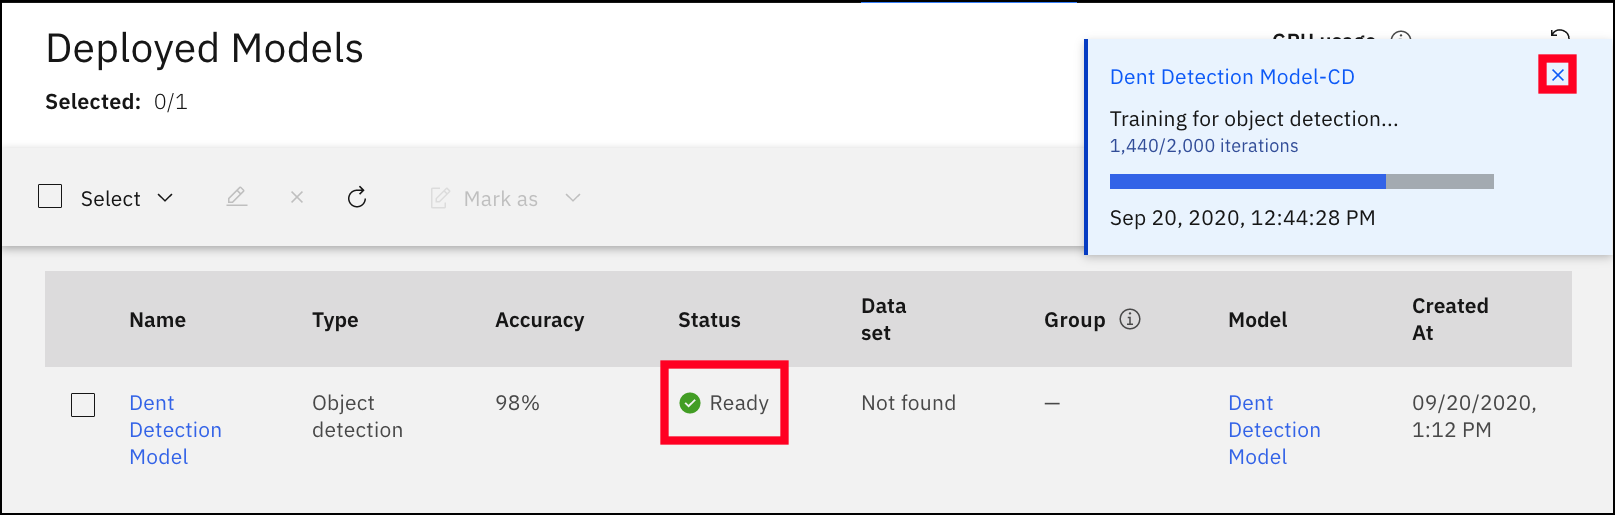 Deployed Models
Selected: 0/1
GPU usage
Dent Detection Model-CD
Training for object detection...
1,440/2,000 iterations
Sep 20, 2020, 12:44:28 PM
Select
Mark as
Name Type Accuracy Status Data set Group Model Created At
Dent Detection Model
Object detection
98%
Ready
Not found
—
Dent Detection Model
09/20/2020, 1:12 PM